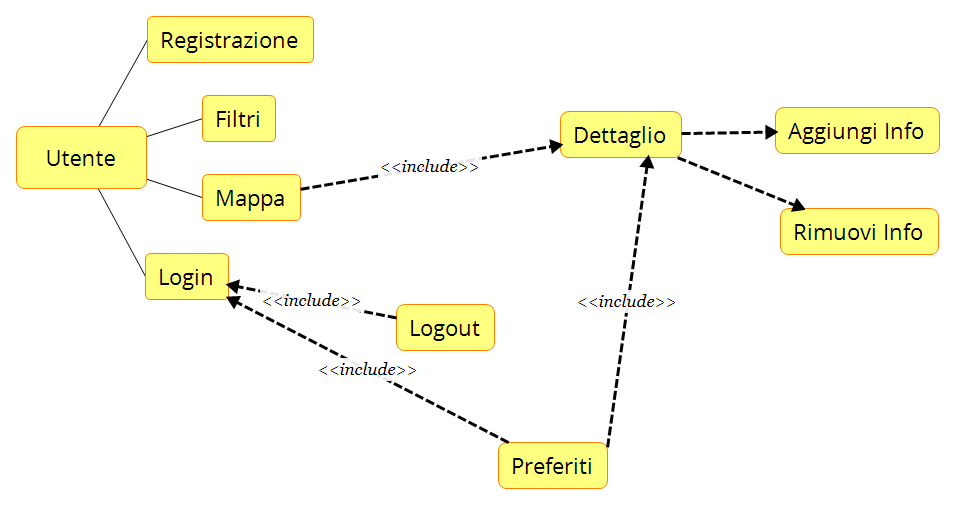 Registrazione
Filtri
Utente
Mappa
Login
<<include>>
Dettaglio
Aggiungi Info
Rimuovi Info
<<include>>
Logout
<<include>>
<<include>>
Preferiti